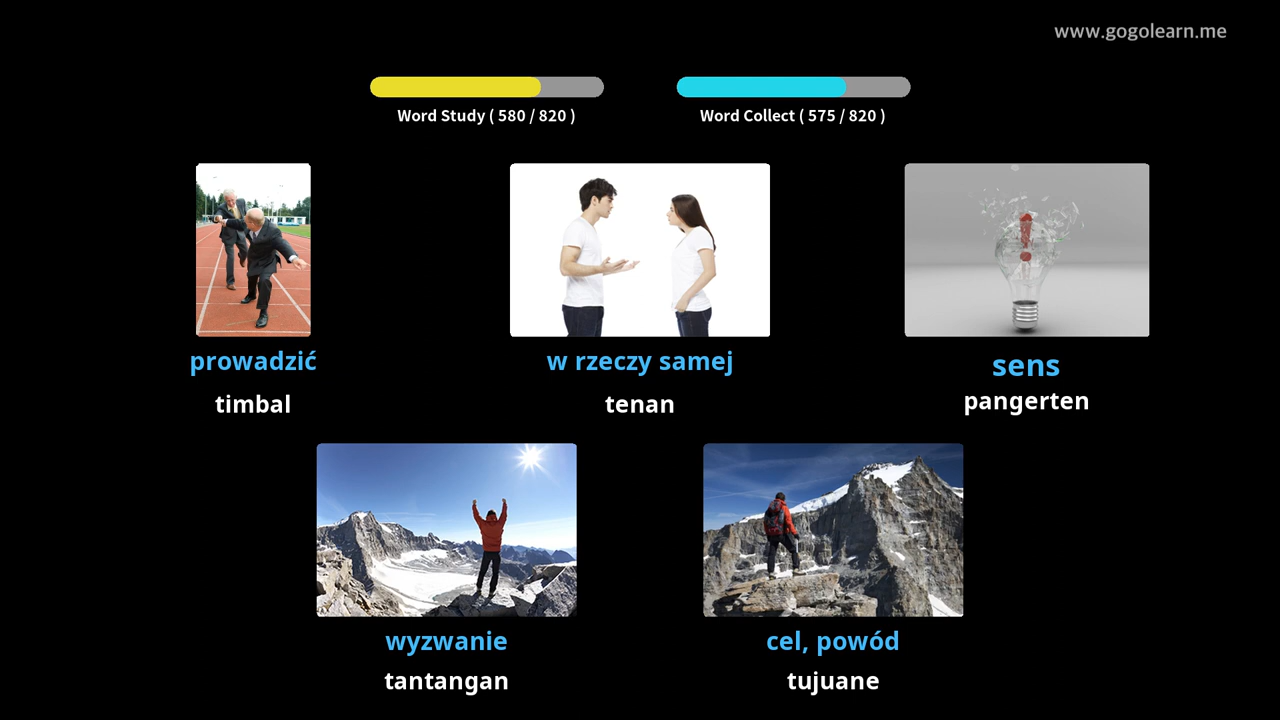 www.gogolearn.me
Word Study ( 580 / 820 )
Word Collect ( 575 / 820 )
prowadzić
timbal
w rzeczy samej
tenan
sens
pangerten
wyzwanie
tantangan
cel, powód
tujuane